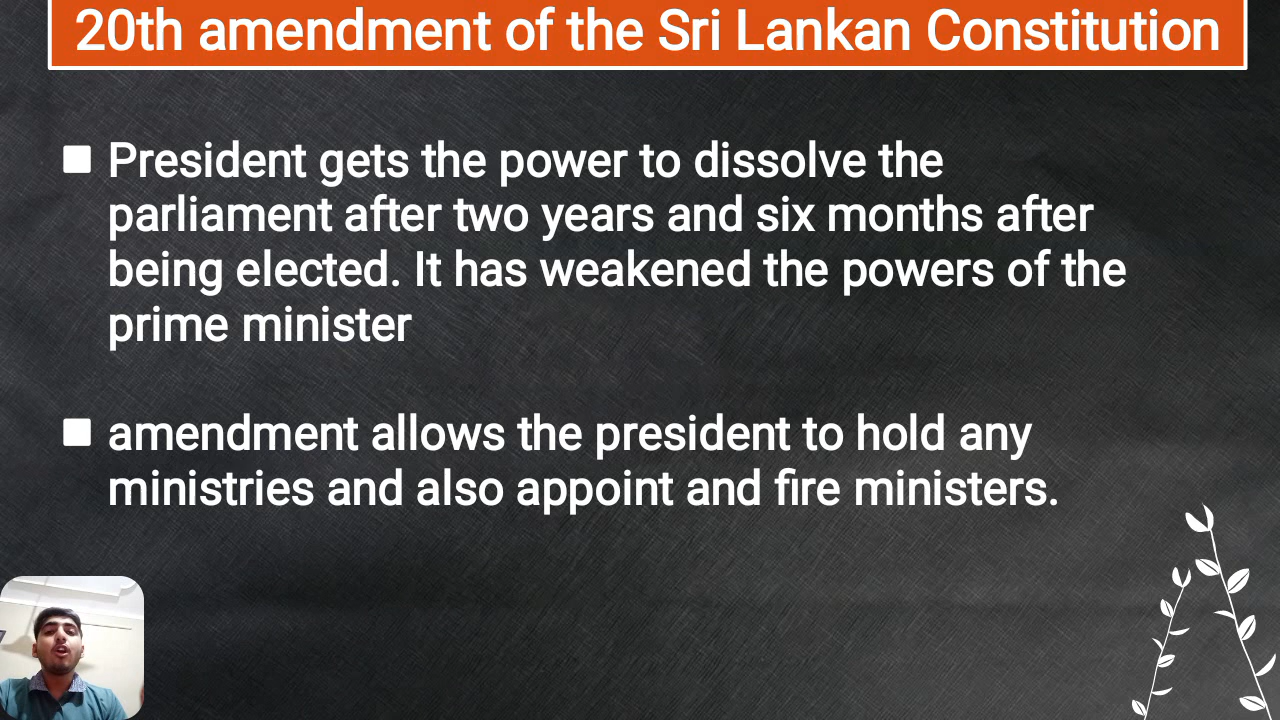 20th amendment of the Sri Lankan Constitution
President gets the power to dissolve the
parliament after two years and six months after
being elected. It has weakened the powers of the
prime minister
amendment allows the president to hold any
ministries and also appoint and fire ministers.